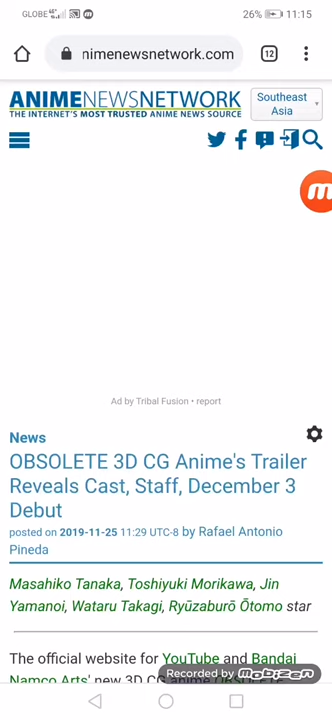 GLOBE 26% 11:15
nimenewsnetwork.com 12
ANIMENEWSNETWORK
THE INTERNET'S MOST TRUSTED ANIME NEWS SOURCE
Southeast
Asia
Ad by Tribal Fusion • report
News
OBSOLETE 3D CG Anime's Trailer
Reveals Cast, Staff, December 3
Debut
posted on 2019-11-25 11:29 UTC-8 by Rafael Antonio
Pineda
Masahiko Tanaka, Toshiyuki Morikawa, Jin
Yamanoi, Wataru Takagi, Ryūzaburō Ōtomo star
The official website for YouTube and Bandai
Namco Arts' new 3D CG anime OBSOLETE
Recorded by mobizen